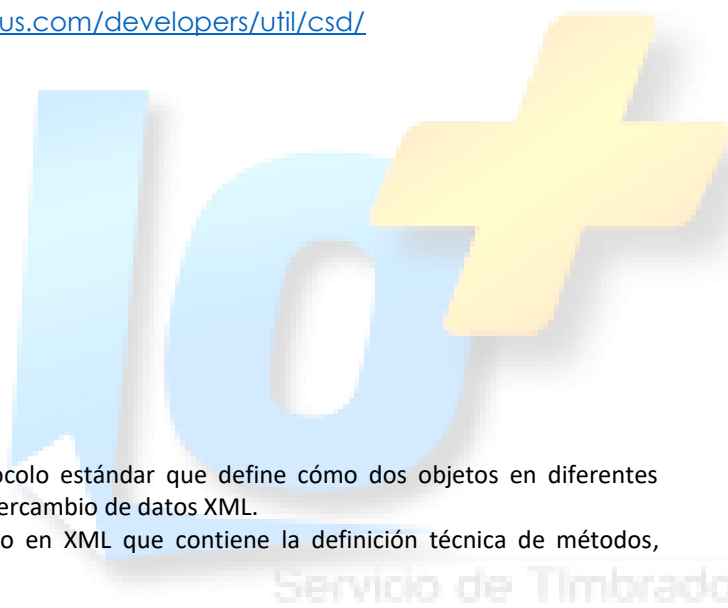 us.com/developers/util/csd/
lo+
ocolo estándar que define cómo dos objetos en diferentes
ercambio de datos XML.
o en XML que contiene la definición técnica de métodos,
Servicio de Timbrado